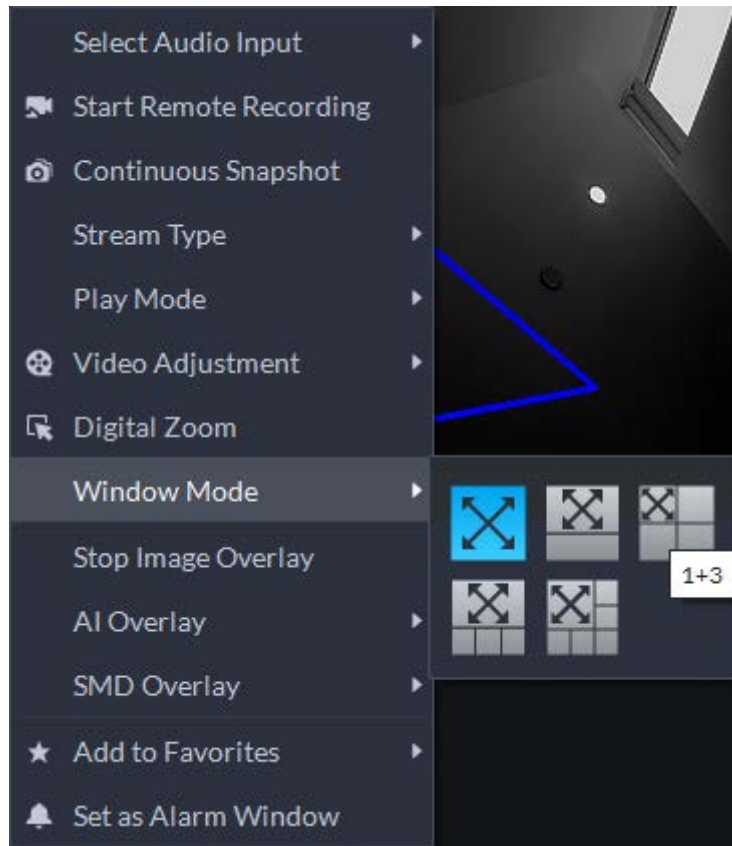 Select Audio Input
Start Remote Recording
Continuous Snapshot
Stream Type
Play Mode
Video Adjustment
Digital Zoom
Window Mode
1+3
Stop Image Overlay
AI Overlay
SMD Overlay
Add to Favorites
Set as Alarm Window